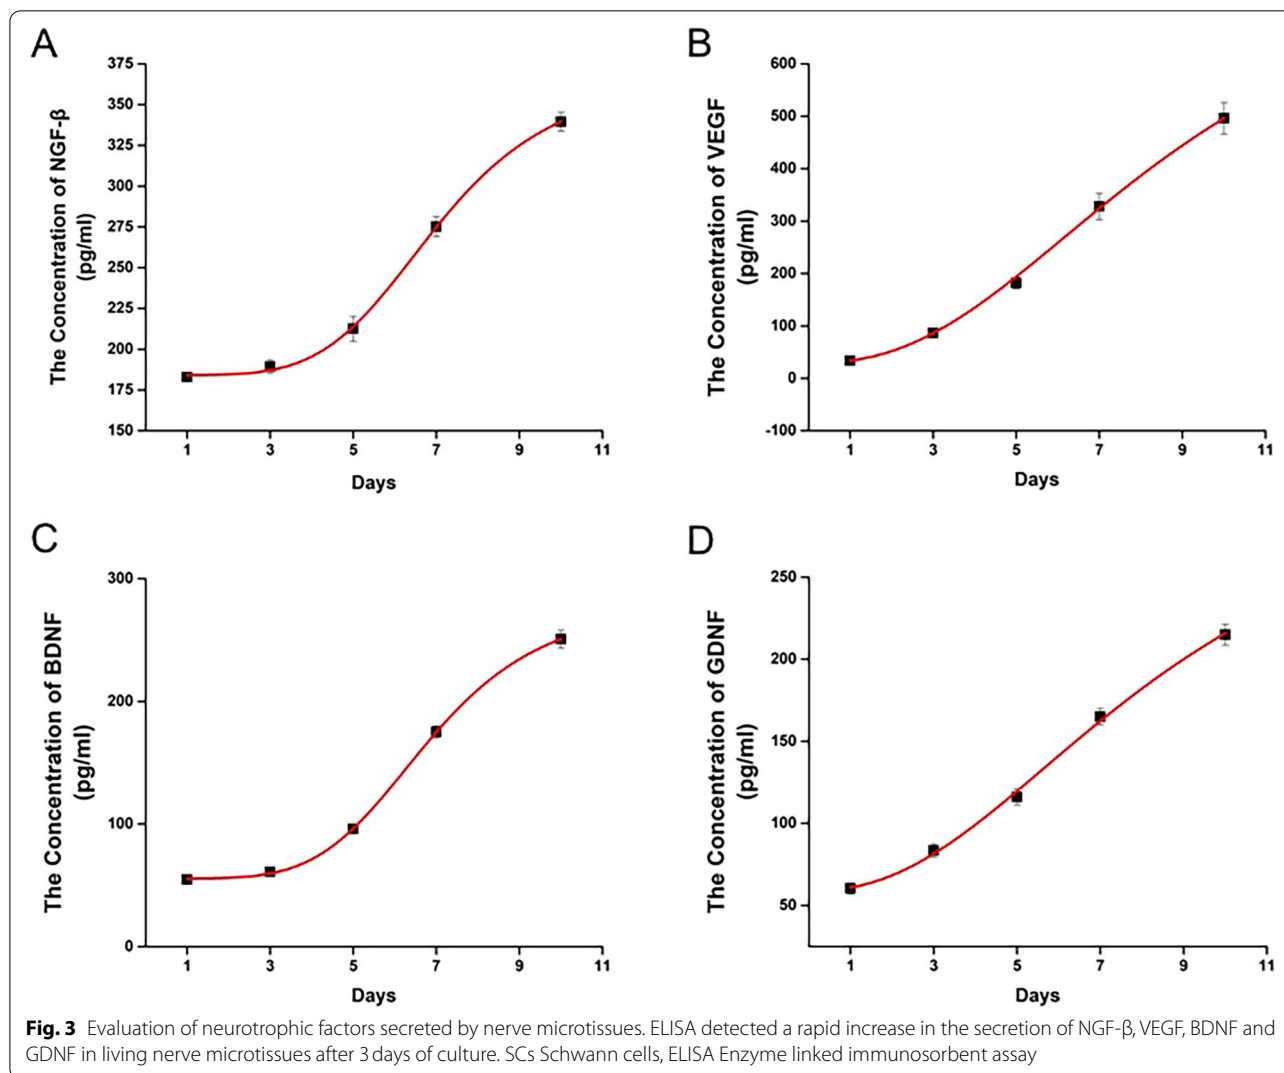 A
The Concentration of NGF-β
(pg/ml)
375
350
325
300
275
250
225
200
175
150
1 3 5 7 9 11
Days
B
The Concentration of VEGF
(pg/ml)
600
500
400
300
200
100
0
-100
1 3 5 7 9 11
Days
C
The Concentration of BDNF
(pg/ml)
300
200
100
0
1 3 5 7 9 11
Days
D
The Concentration of GDNF
(pg/ml)
250
200
150
100
50
1 3 5 7 9 11
Days
Fig. 3 Evaluation of neurotrophic factors secreted by nerve microtissues. ELISA detected a rapid increase in the secretion of NGF-β, VEGF, BDNF and
GDNF in living nerve microtissues after 3 days of culture. SCs Schwann cells, ELISA Enzyme linked immunosorbent assay